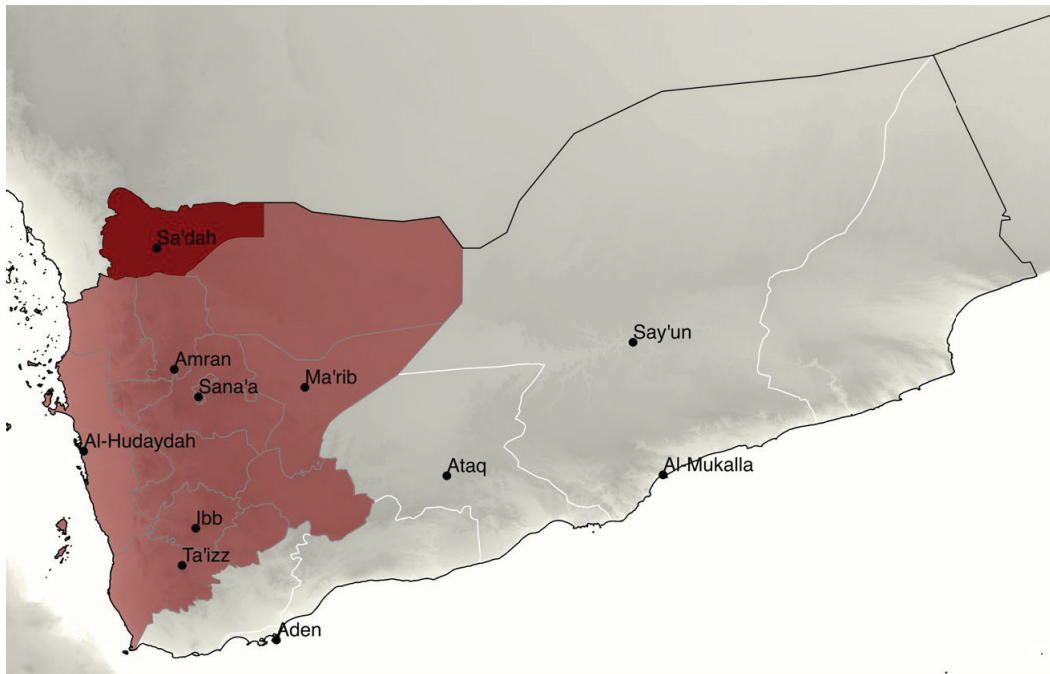 Sa'dah
Say'un
Amran
Sana'a
Ma'rib
Al-Hudaydah
Ataq
Al-Mukalla
Ibb
Ta'izz
Aden